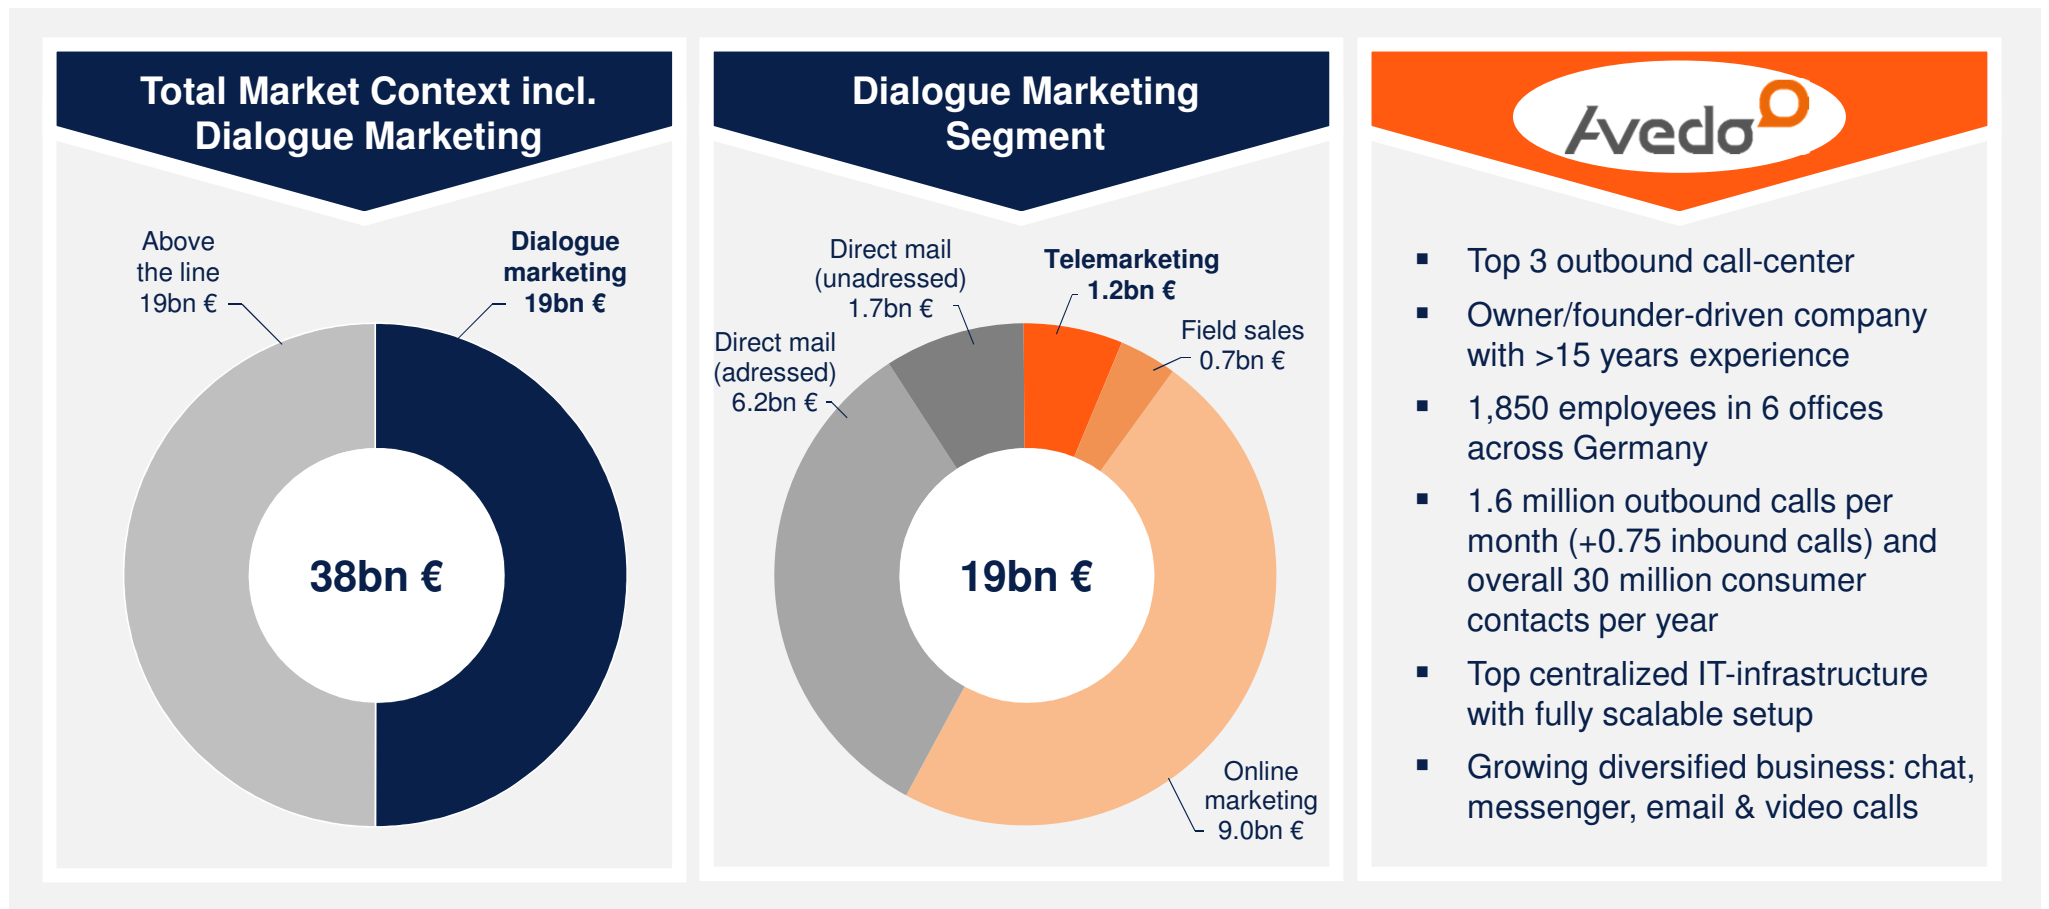 Total Market Context incl.
Dialogue Marketing
Above
the line
19bn €
Dialogue
marketing
19bn €
38bn €
Dialogue Marketing
Segment
Direct mail
(unadressed)
1.7bn €
Telemarketing
1.2bn €
Field sales
0.7bn €
Direct mail
(adressed)
6.2bn €
19bn €
Online
marketing
9.0bn €
Avedo
▪ Top 3 outbound call-center
▪ Owner/founder-driven company
with >15 years experience
▪ 1,850 employees in 6 offices
across Germany
▪ 1.6 million outbound calls per
month (+0.75 inbound calls) and
overall 30 million consumer
contacts per year
▪ Top centralized IT-infrastructure
with fully scalable setup
▪ Growing diversified business: chat,
messenger, email & video calls